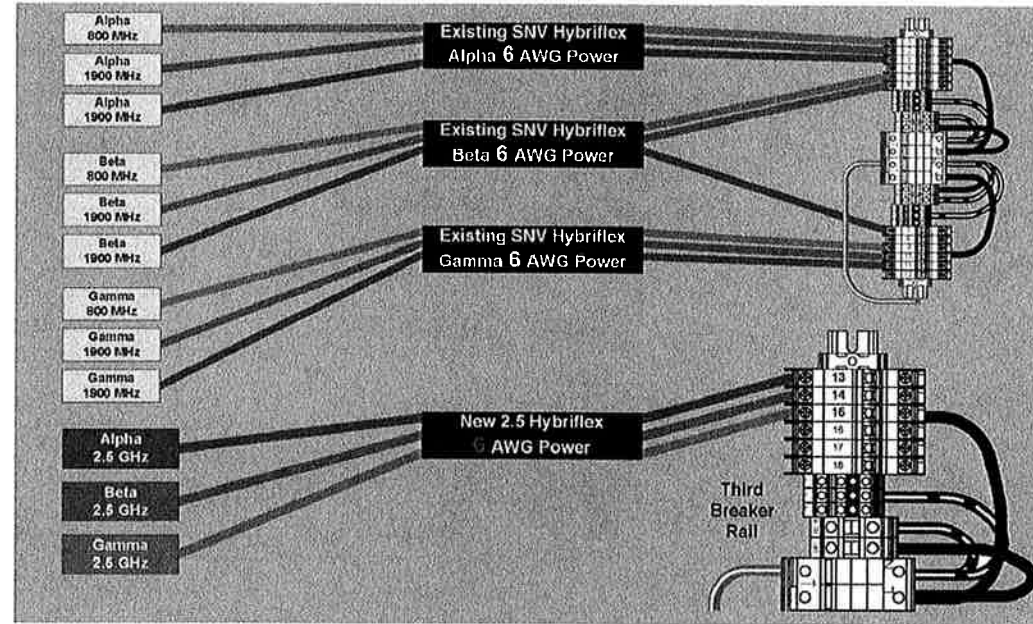 Alpha
800 MHz
Alpha
1900 MHz
Alpha
1900 MHz
Existing SNV Hybriflex
Alpha 6 AWG Power
Beta
800 MHz
Beta
1900 MHz
Beta
1900 MHz
Existing SNV Hybriflex
Beta 6 AWG Power
Gamma
800 MHz
Gamma
1900 MHz
Gamma
1900 MHz
Existing SNV Hybriflex
Gamma 6 AWG Power
Alpha
2.5 GHz
Beta
2.5 GHz
Gamma
2.5 GHz
New 2.5 Hybriflex
6 AWG Power
13
14
16
16
17
18
Third
Breaker
Rail